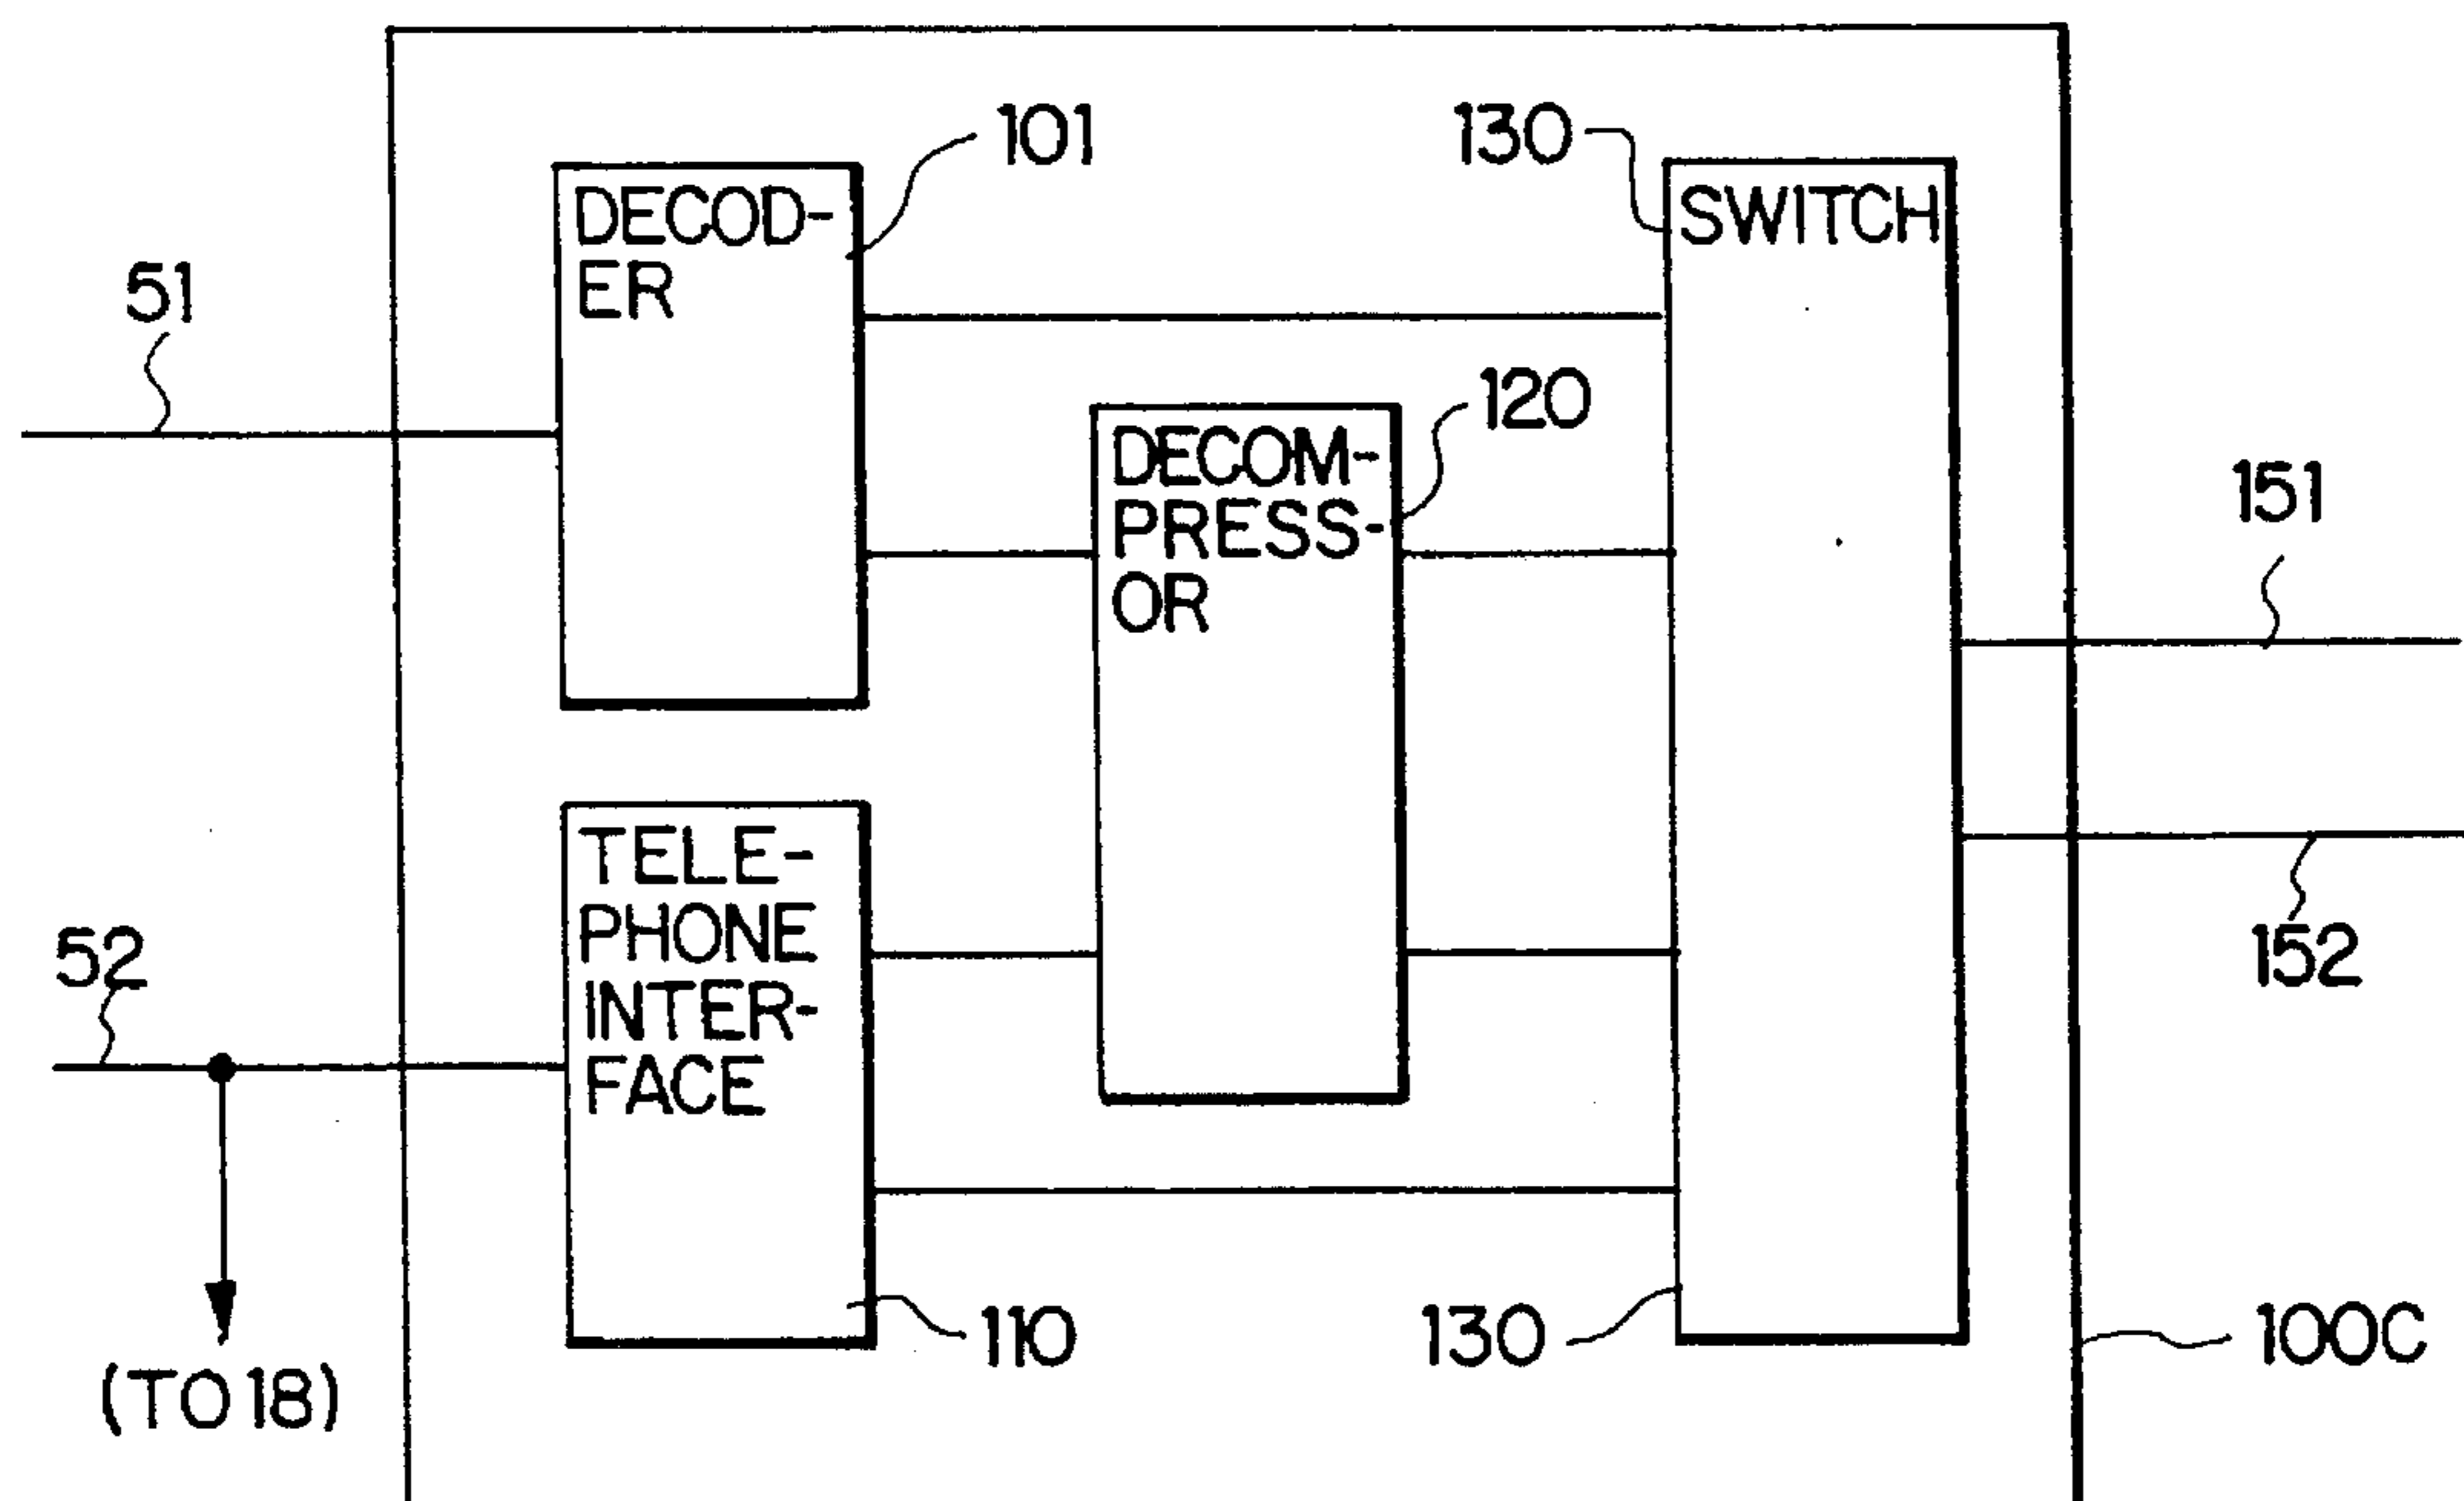 101
130
DECOD-
ER
SWITCH
51
120
DECOM-
PRESS-
OR
151
TELE-
PHONE
INTER-
FACE
52
152
110
130
100C
(TO 18)